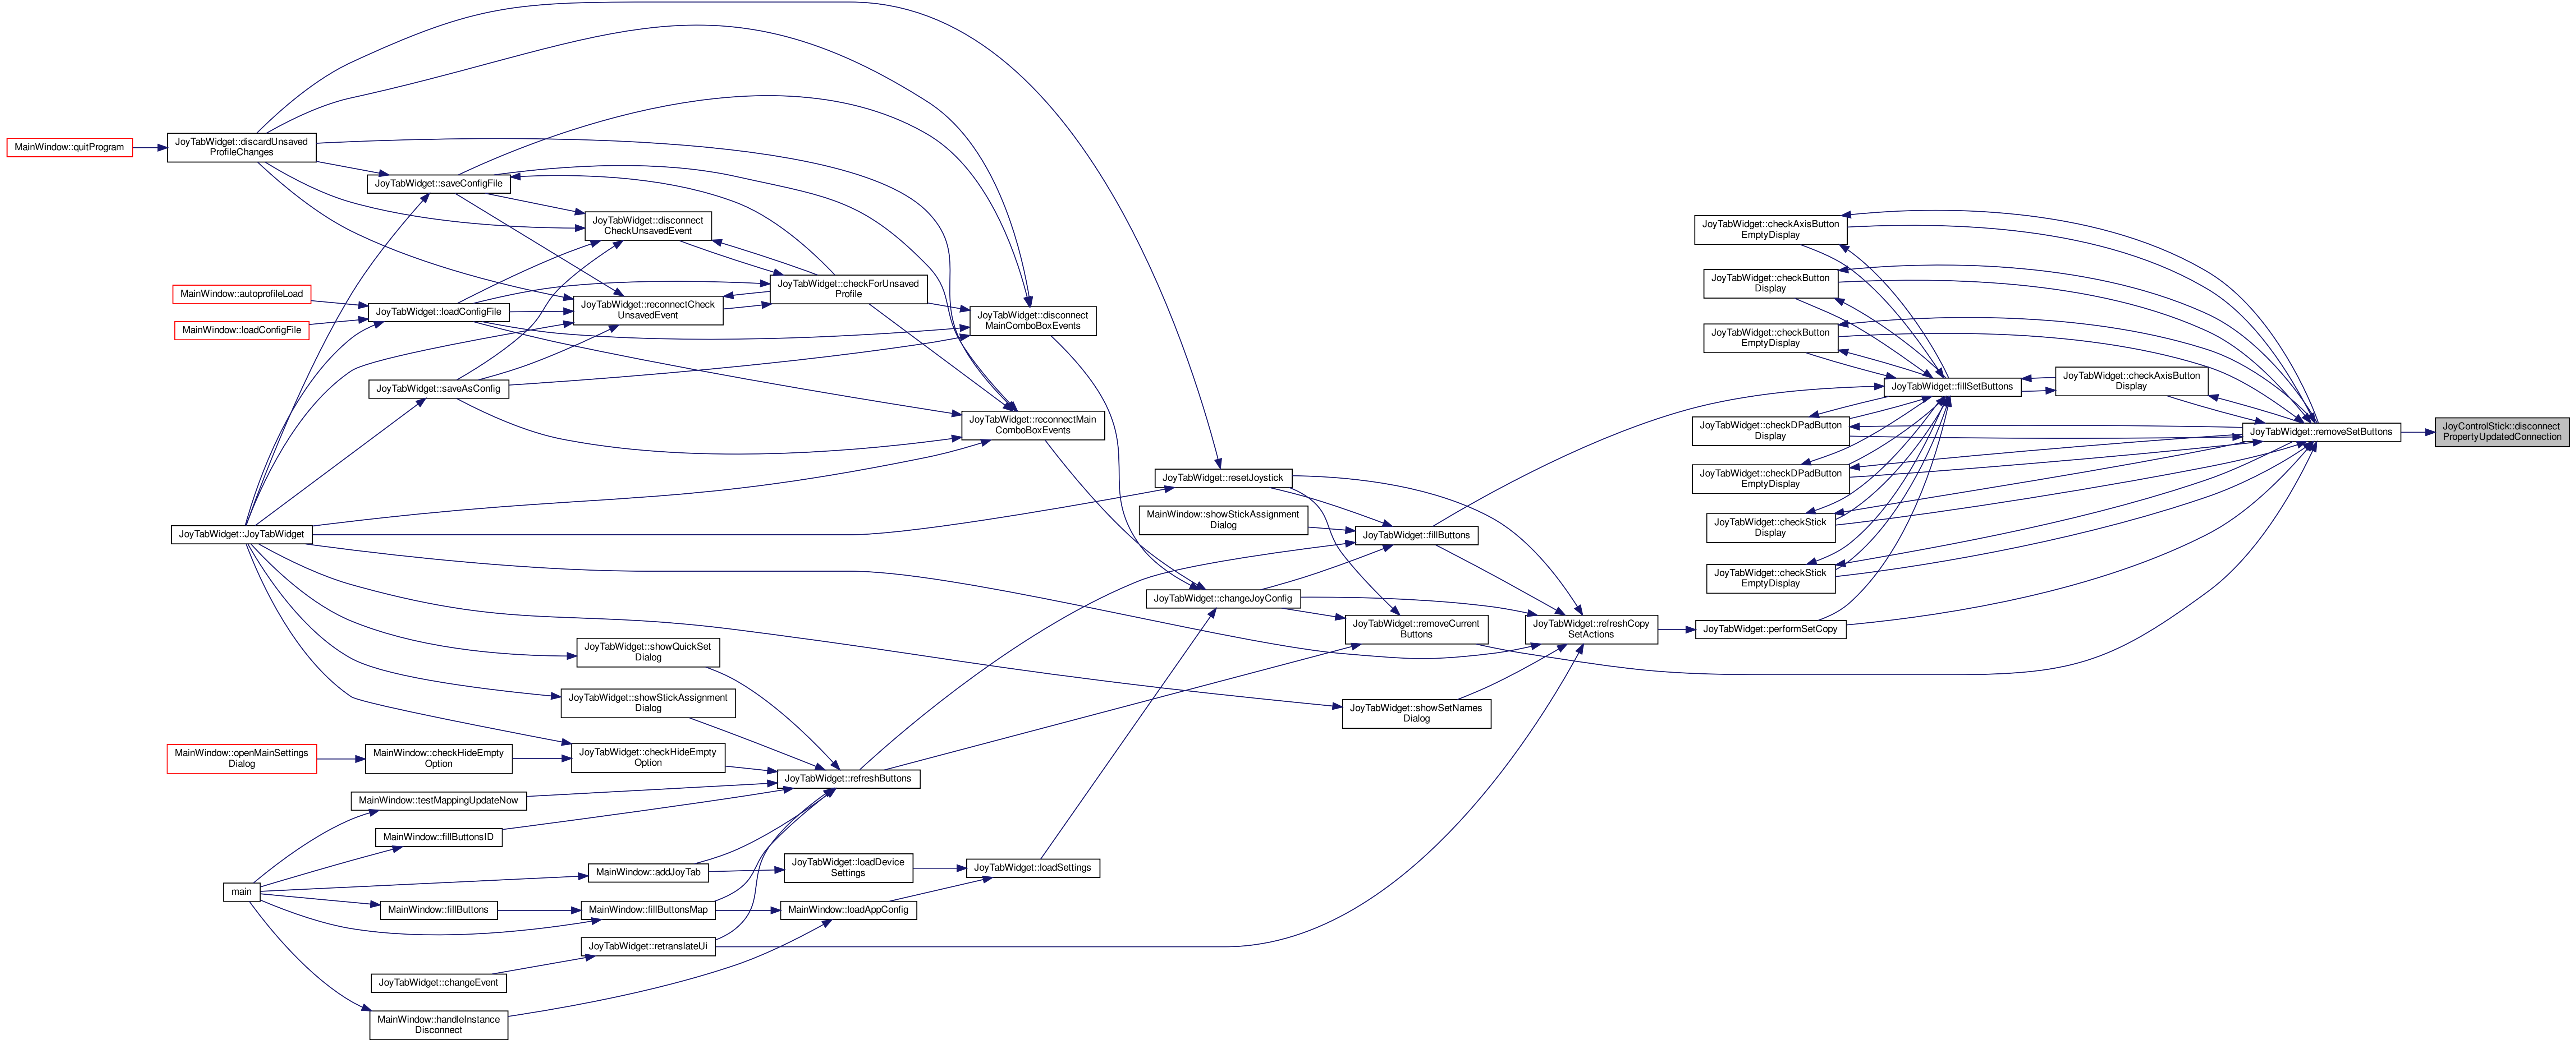 MainWindow::quitProgram
JoyTabWidget::discardUnsaved
ProfileChanges
JoyTabWidget::saveConfigFile
JoyTabWidget::disconnect
CheckUnsavedEvent
JoyTabWidget::checkForUnsaved
Profile
MainWindow::autoprofileLoad
MainWindow::loadConfigFile
JoyTabWidget::loadConfigFile
JoyTabWidget::reconnectCheck
UnsavedEvent
JoyTabWidget::disconnect
MainComboBoxEvents
JoyTabWidget::saveAsConfig
JoyTabWidget::reconnectMain
ComboBoxEvents
JoyTabWidget::JoyTabWidget
JoyTabWidget::resetJoystick
MainWindow::showStickAssignment
Dialog
JoyTabWidget::fillButtons
JoyTabWidget::changeJoyConfig
JoyTabWidget::removeCurrent
Buttons
JoyTabWidget::refreshCopy
SetActions
JoyTabWidget::performSetCopy
JoyTabWidget::showSetNames
Dialog
JoyTabWidget::checkAxisButton
EmptyDisplay
JoyTabWidget::checkButton
Display
JoyTabWidget::checkButton
EmptyDisplay
JoyTabWidget::fillSetButtons
JoyTabWidget::checkAxisButton
Display
JoyTabWidget::checkDPadButton
Display
JoyTabWidget::checkDPadButton
EmptyDisplay
JoyTabWidget::checkStick
Display
JoyTabWidget::checkStick
EmptyDisplay
JoyTabWidget::removeSetButtons
JoyControlStick::disconnect
PropertyUpdatedConnection
JoyTabWidget::showQuickSet
Dialog
JoyTabWidget::showStickAssignment
Dialog
MainWindow::openMainSettings
Dialog
MainWindow::checkHideEmpty
Option
JoyTabWidget::checkHideEmpty
Option
JoyTabWidget::refreshButtons
MainWindow::testMappingUpdateNow
MainWindow::fillButtonsID
main
MainWindow::addJoyTab
JoyTabWidget::loadDevice
Settings
JoyTabWidget::loadSettings
MainWindow::fillButtons
MainWindow::fillButtonsMap
MainWindow::loadAppConfig
JoyTabWidget::retranslateUi
JoyTabWidget::changeEvent
MainWindow::handleInstance
Disconnect